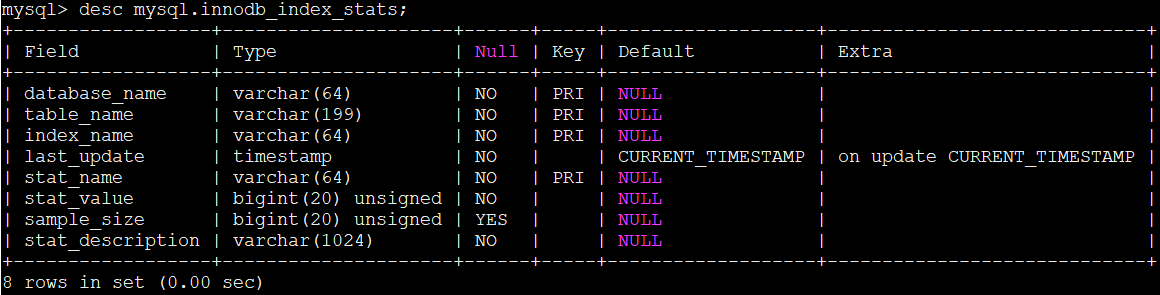 mysql> desc mysql.innodb_index_stats;
+------------------+---------------------+------+-----+-------------------+-----------------------------+
| Field            | Type                | Null | Key | Default           | Extra                       |
+------------------+---------------------+------+-----+-------------------+-----------------------------+
| database_name    | varchar(64)         | NO   | PRI | NULL              |                             |
| table_name       | varchar(199)        | NO   | PRI | NULL              |                             |
| index_name       | varchar(64)         | NO   | PRI | NULL              |                             |
| last_update      | timestamp           | NO   |     | CURRENT_TIMESTAMP | on update CURRENT_TIMESTAMP |
| stat_name        | varchar(64)         | NO   | PRI | NULL              |                             |
| stat_value       | bigint(20) unsigned | NO   |     | NULL              |                             |
| sample_size      | bigint(20) unsigned | YES  |     | NULL              |                             |
| stat_description | varchar(1024)       | NO   |     | NULL              |                             |
+------------------+---------------------+------+-----+-------------------+-----------------------------+
8 rows in set (0.00 sec)